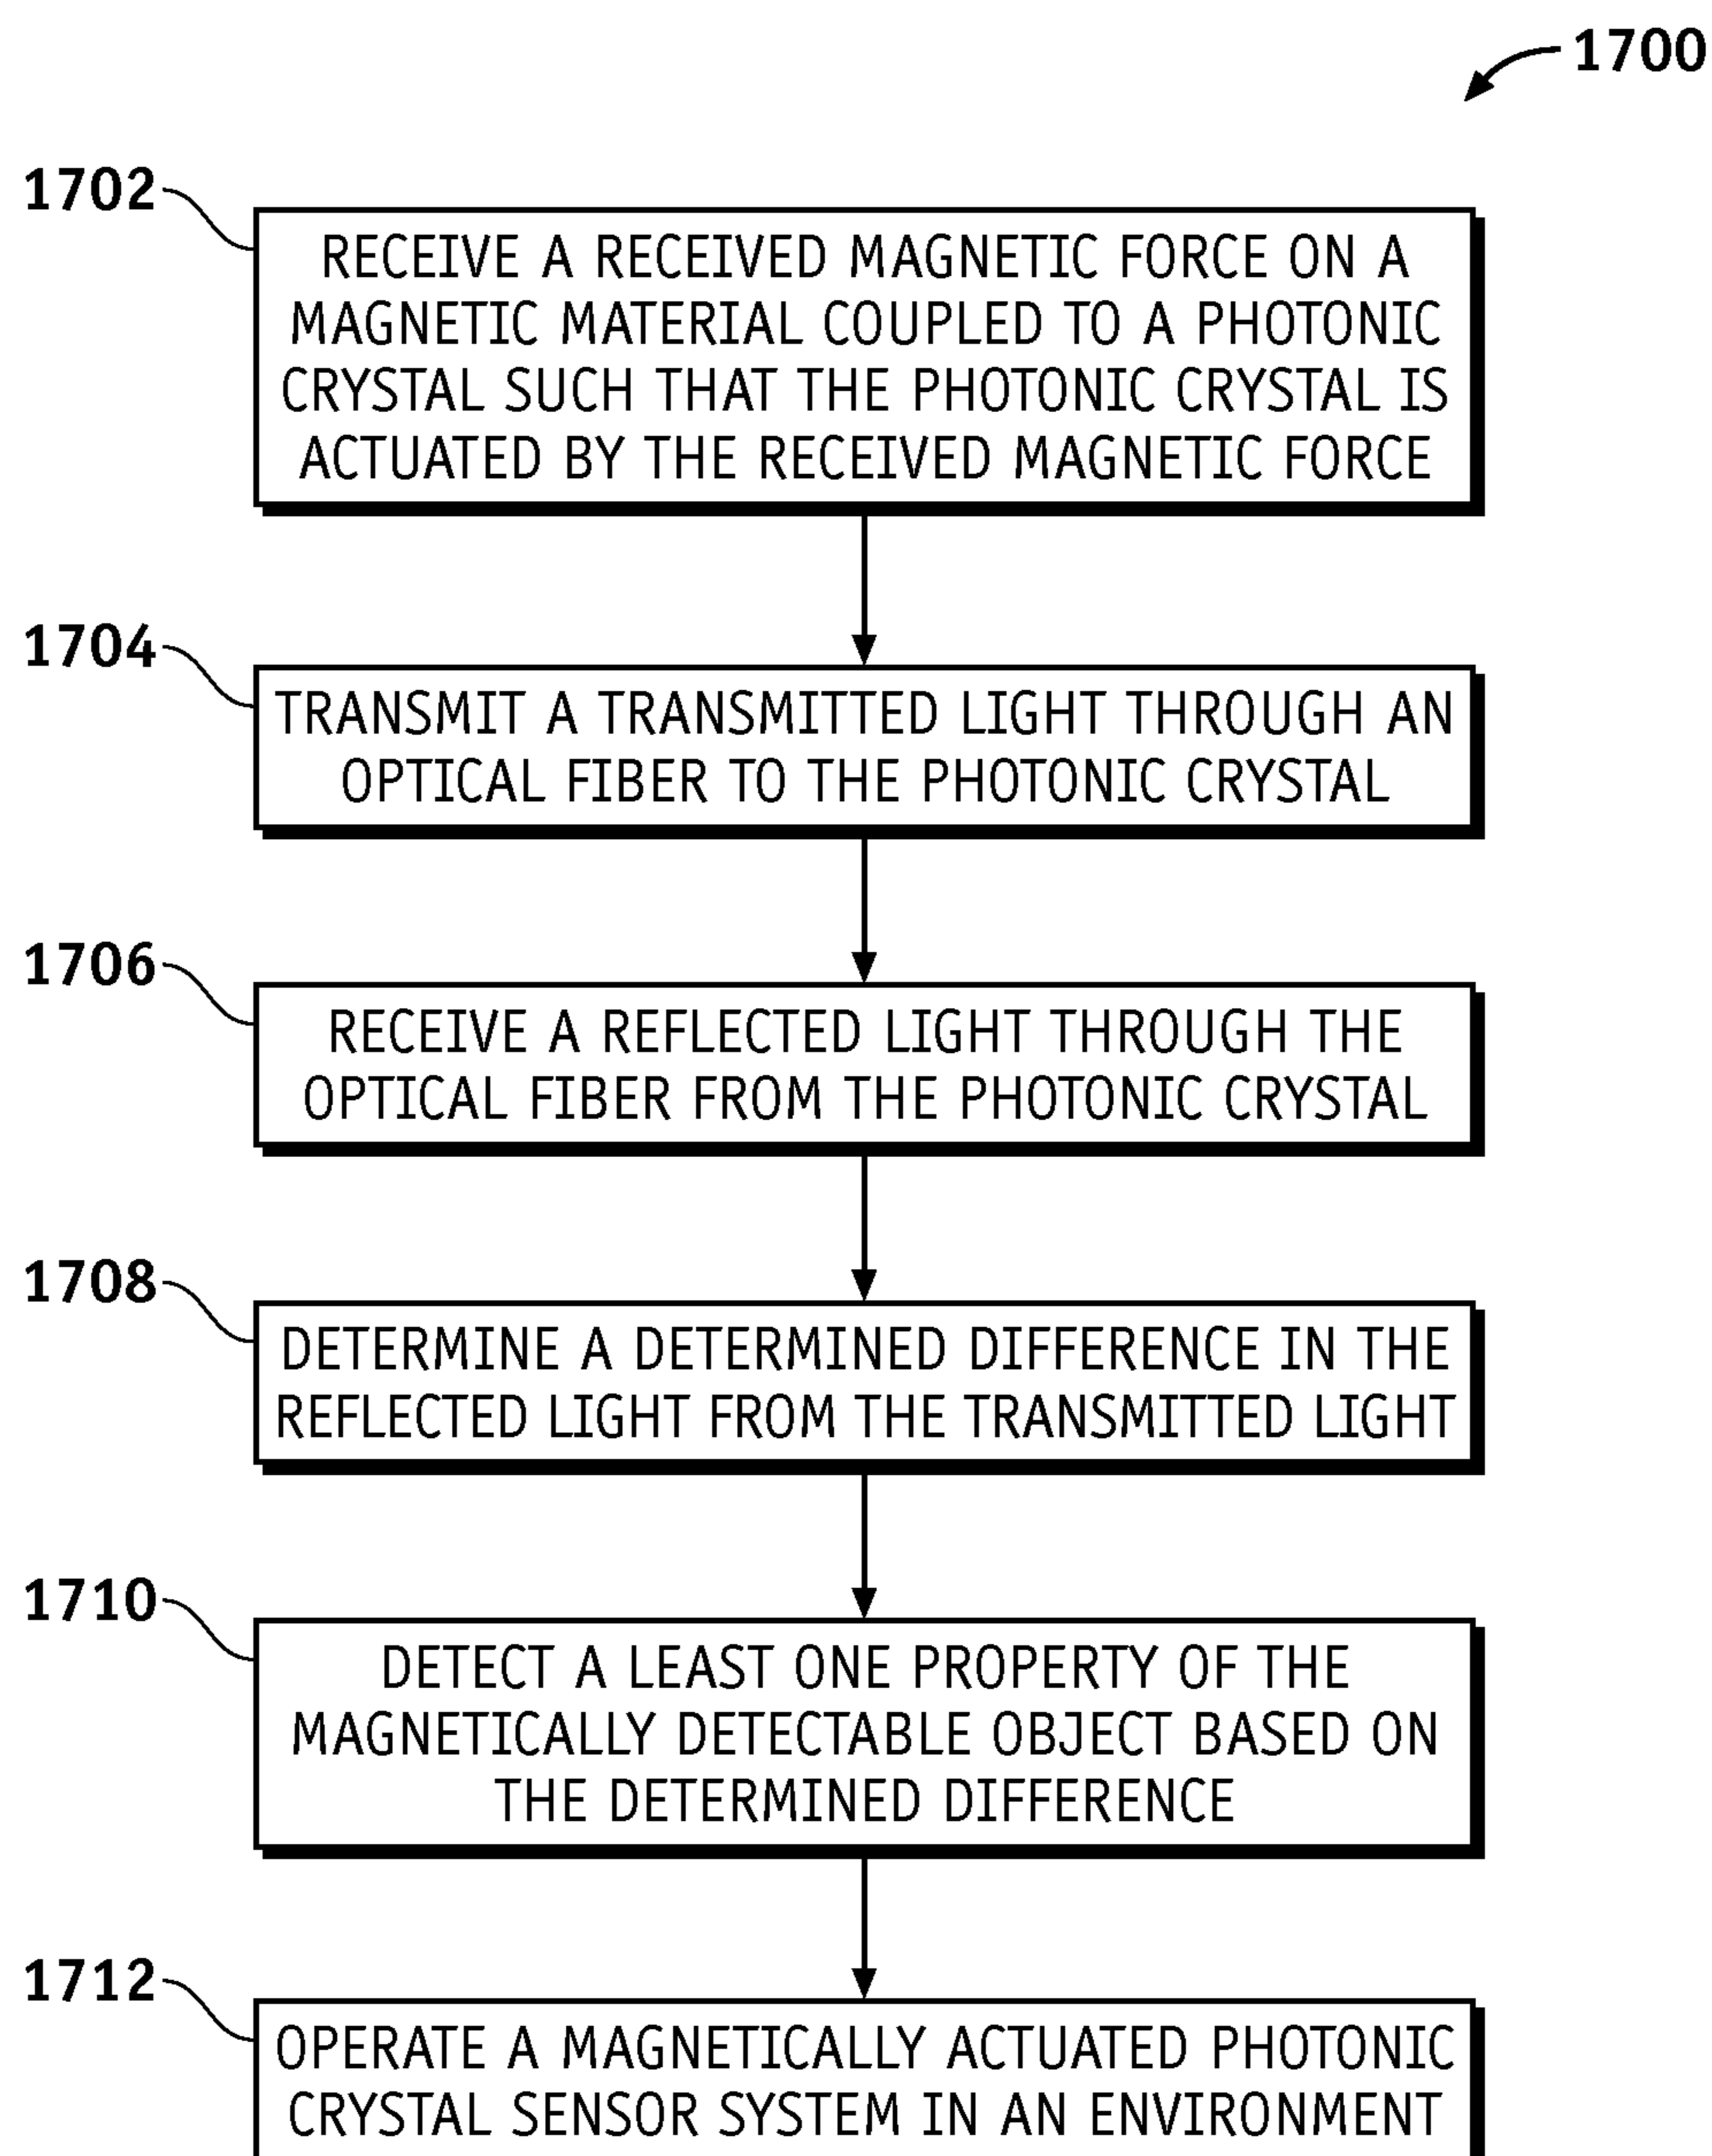 1700
1702
RECEIVE A RECEIVED MAGNETIC FORCE ON A
MAGNETIC MATERIAL COUPLED TO A PHOTONIC
CRYSTAL SUCH THAT THE PHOTONIC CRYSTAL IS
ACTUATED BY THE RECEIVED MAGNETIC FORCE
1704
TRANSMIT A TRANSMITTED LIGHT THROUGH AN
OPTICAL FIBER TO THE PHOTONIC CRYSTAL
1706
RECEIVE A REFLECTED LIGHT THROUGH THE
OPTICAL FIBER FROM THE PHOTONIC CRYSTAL
1708
DETERMINE A DETERMINED DIFFERENCE IN THE
REFLECTED LIGHT FROM THE TRANSMITTED LIGHT
1710
DETECT A LEAST ONE PROPERTY OF THE
MAGNETICALLY DETECTABLE OBJECT BASED ON
THE DETERMINED DIFFERENCE
1712
OPERATE A MAGNETICALLY ACTUATED PHOTONIC
CRYSTAL SENSOR SYSTEM IN AN ENVIRONMENT